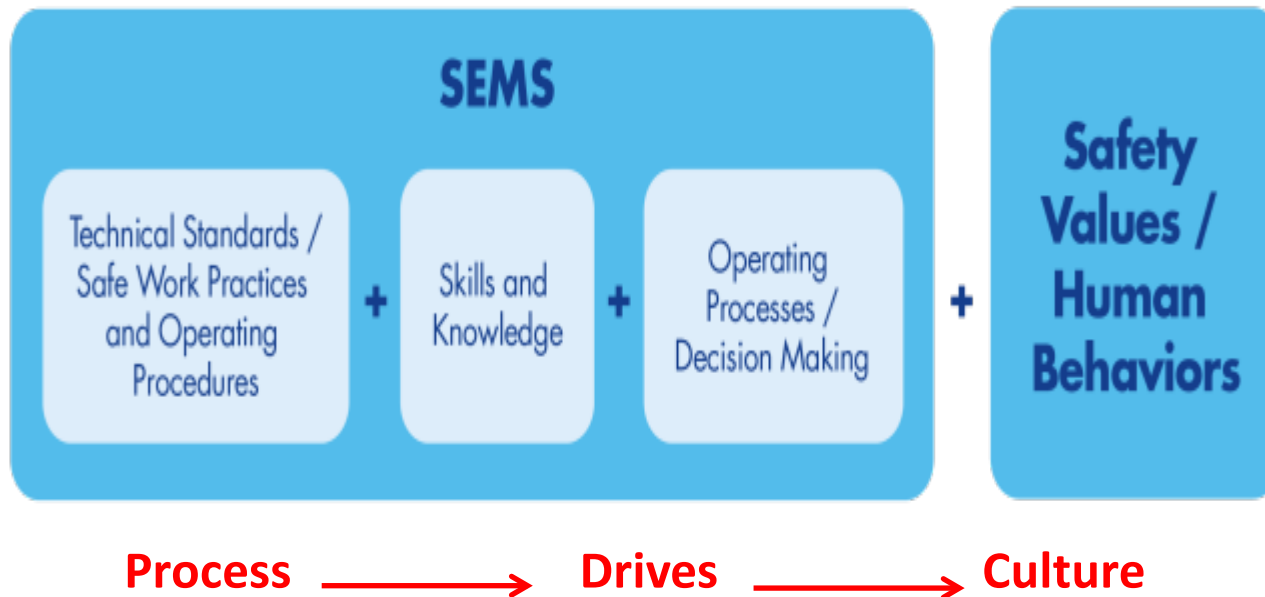 SEMS
Technical Standards /
Safe Work Practices
and Operating
Procedures
+
Skills and
Knowledge
+
Operating
Processes /
Decision Making
+
Safety
Values /
Human
Behaviors
Process Drives Culture